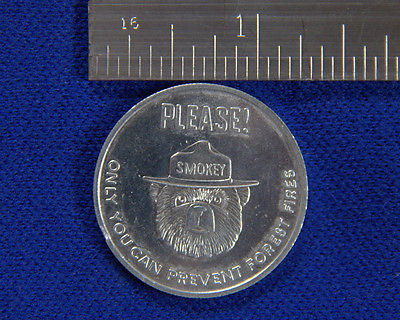 16 1
PLEASE!
SMOKEY
ONLY YOU CAN PREVENT FOREST FIRES